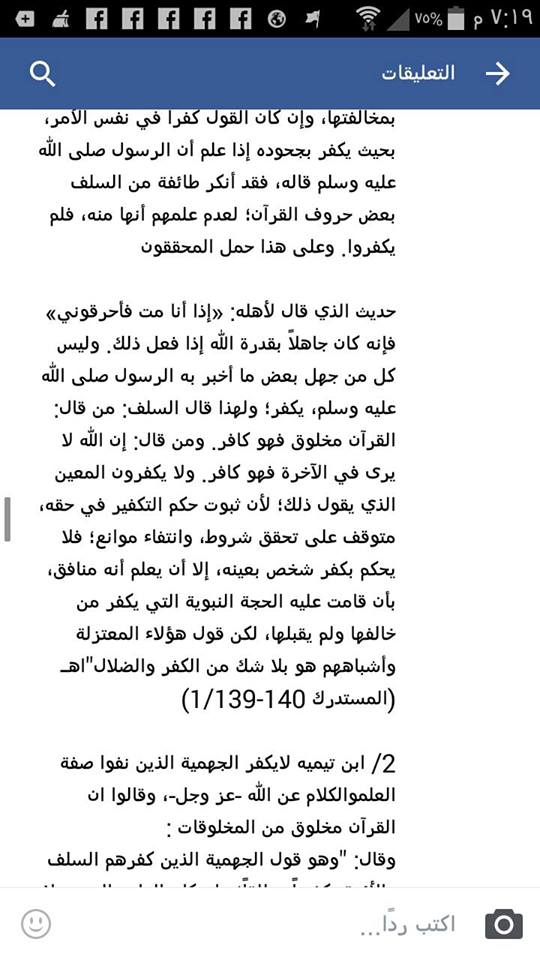 ٧:١٩ م
٧٥%
التعليقات
بمخالفتها، وإن كان القول كفرا في نفس الأمر،
بحيث يكفر بجحوده إذا علم أن الرسول صلى الله
عليه وسلم قاله، فقد أنكر طائفة من السلف
بعض حروف القرآن؛ لعدم علمهم أنها منه، فلم
يكفروا. وعلى هذا حمل المحققون
حديث الذي قال لأهله: «إذا أنا مت فأحرقوني»
فإنه كان جاهلاً بقدرة الله إذا فعل ذلك. وليس
كل من جهل بعض ما أخبر به الرسول صلى الله
عليه وسلم، يكفر؛ ولهذا قال السلف: من قال:
القرآن مخلوق فهو كافر. ومن قال: إن الله لا
يرى في الآخرة فهو كافر. ولا يكفرون المعين
الذي يقول ذلك؛ لأن ثبوت حكم التكفير في حقه،
متوقف على تحقق شروط، وانتفاء موانع؛ فلا
يحكم بكفر شخص بعينه، إلا أن يعلم أنه منافق،
بأن قامت عليه الحجة النبوية التي يكفر من
خالفها ولم يقبلها، لكن قول هؤلاء المعتزلة
وأشباههم هو بلا شك من الكفر والضلال"اهـ
(المستدرك 140-1/139)
2/ ابن تيميه لايكفر الجهمية الذين نفوا صفة
العلموالكلام عن الله -عز وجل-، وقالوا ان
القرآن مخلوق من المخلوقات :
وقال: "وهو قول الجهمية الذين كفرهم السلف
اكتب ردًا...